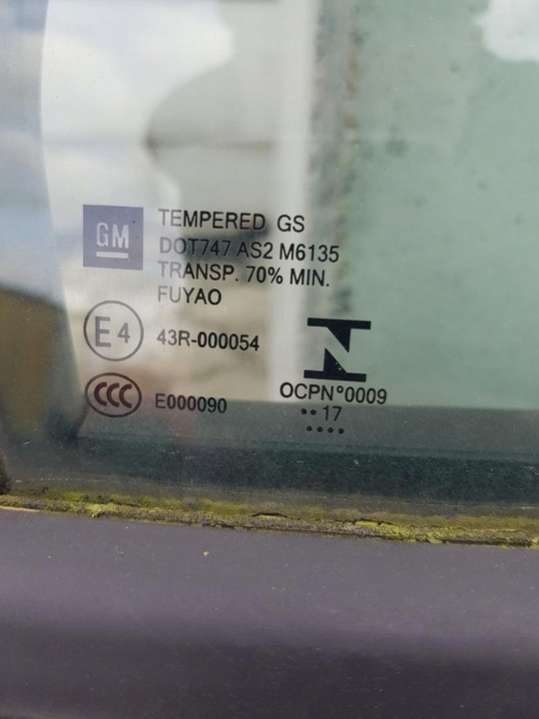 GM
TEMPERED GS
DOT747 AS2 M6135
TRANSP. 70% MIN.
FUYAO
E4
43R-000054
CCC
E000090
N
OCPN°0009
•• 17
••••